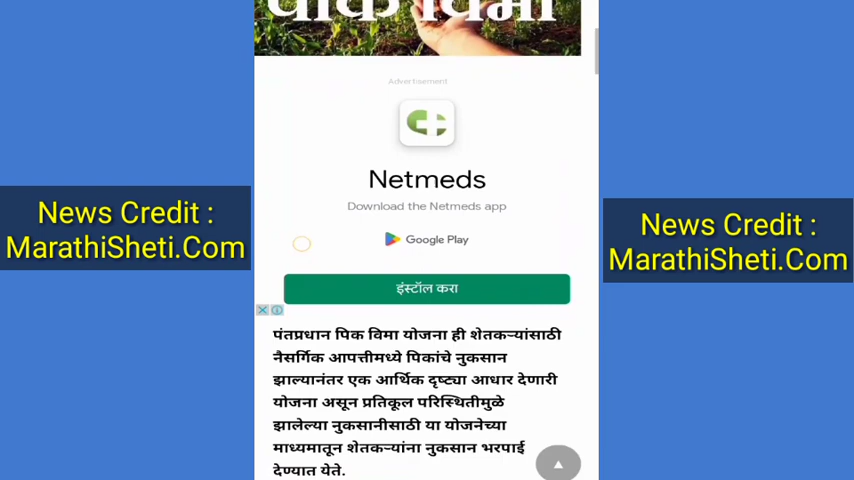 पीक विमा
Advertisement
Netmeds
Download the Netmeds app
Google Play
इंस्टॉल करा
News Credit :
MarathiSheti.Com
News Credit :
MarathiSheti.Com
पंतप्रधान पिक विमा योजना ही शेतकऱ्यांसाठी
नैसर्गिक आपत्तीमध्ये पिकांचे नुकसान
झाल्यानंतर एक आर्थिक दृष्ट्या आधार देणारी
योजना असून प्रतिकूल परिस्थितीमुळे
झालेल्या नुकसानीसाठी या योजनेच्या
माध्यमातून शेतकऱ्यांना नुकसान भरपाई
देण्यात येते.